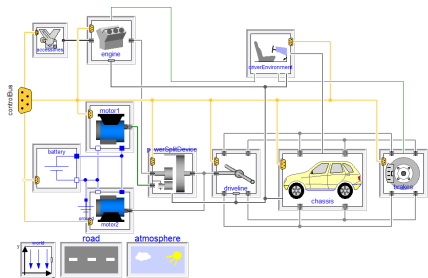 accessories
engine
driverEnvironment
controlBus
motor1
battery
werSplitDevice
driveline
chassis
brakes
motor2
world
y
road
atmosphere